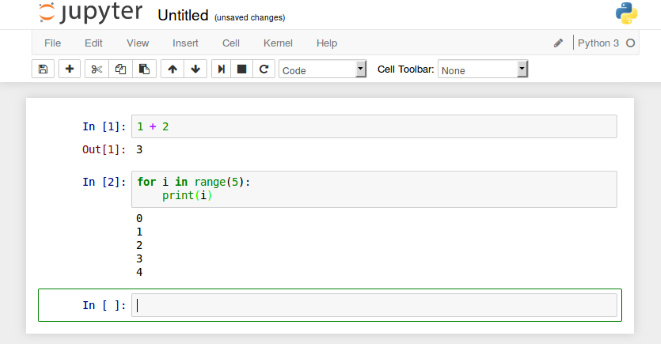 jupyter Untitled (unsaved changes)
File Edit View Insert Cell Kernel Help Python 3
Code Cell Toolbar: None
In [1]: 1 + 2
Out[1]: 3
In [2]: for i in range(5):
    print(i)
0
1
2
3
4
In [ ]: